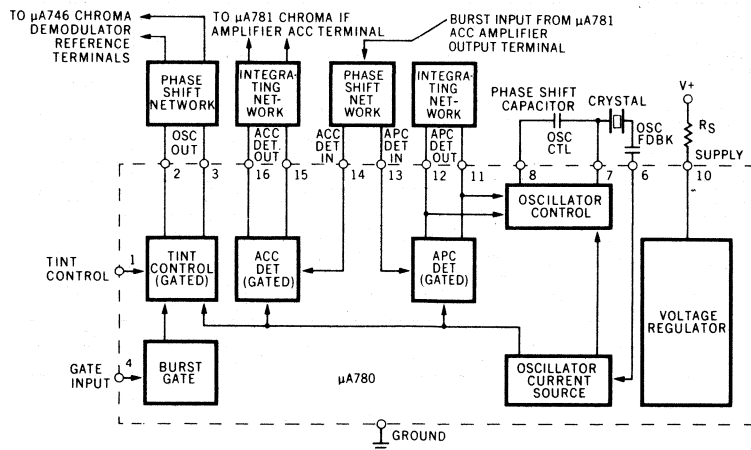 TO μA746 CHROMA
DEMODULATOR
REFERENCE
TERMINALS
TO μA781 CHROMA IF
AMPLIFIER ACC TERMINAL
BURST INPUT FROM μA781
ACC AMPLIFIER
OUTPUT TERMINAL
PHASE
SHIFT
NETWORK
INTEGRA-
TING
NET-
WORK
PHASE
SHIFT
NET
WORK
INTEGRA-
TING
NET-
WORK
PHASE SHIFT
CAPACITOR
CRYSTAL
V+
RS
OSC
OUT
ACC
DET
OUT
ACC
DET
IN
APC
DET
IN
APC
DET
OUT
OSC
CTL
OSC
FDBK
SUPPLY
2
3
16
15
14
13
12
11
8
7
6
10
OSCILLATOR
CONTROL
TINT
CONTROL
1
TINT
CONTROL
(GATED)
ACC
DET
(GATED)
APC
DET
(GATED)
VOLTAGE
REGULATOR
GATE
INPUT
4
BURST
GATE
μA780
OSCILLATOR
CURRENT
SOURCE
GROUND